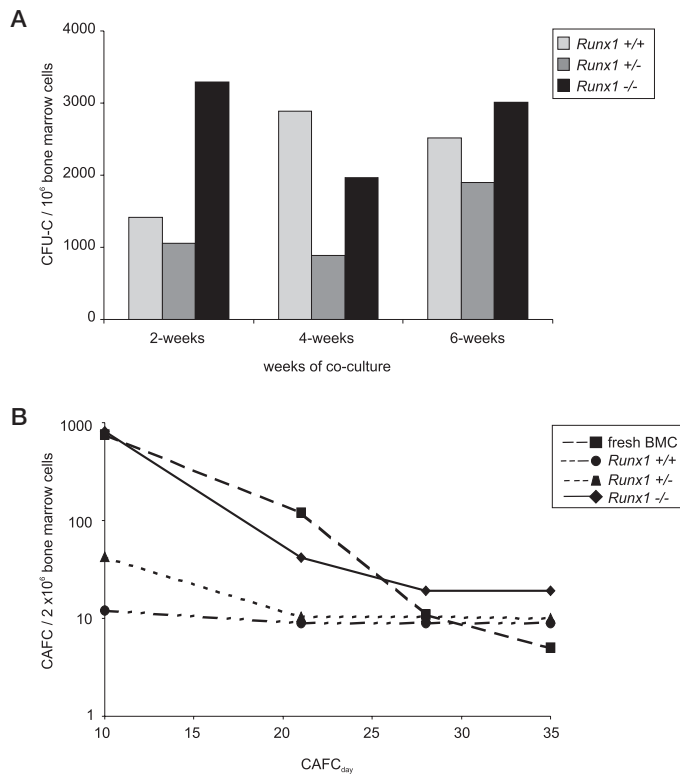 A
4000
3000
2000
1000
0
CFU-C / 10⁶ bone marrow cells
2-weeks 4-weeks 6-weeks
weeks of co-culture
Runx1 +/+
Runx1 +/-
Runx1 -/-
B
1000
100
10
1
CAFC / 2 x10⁶ bone marrow cells
10 15 20 25 30 35
CAFCday
fresh BMC
Runx1 +/+
Runx1 +/-
Runx1 -/-